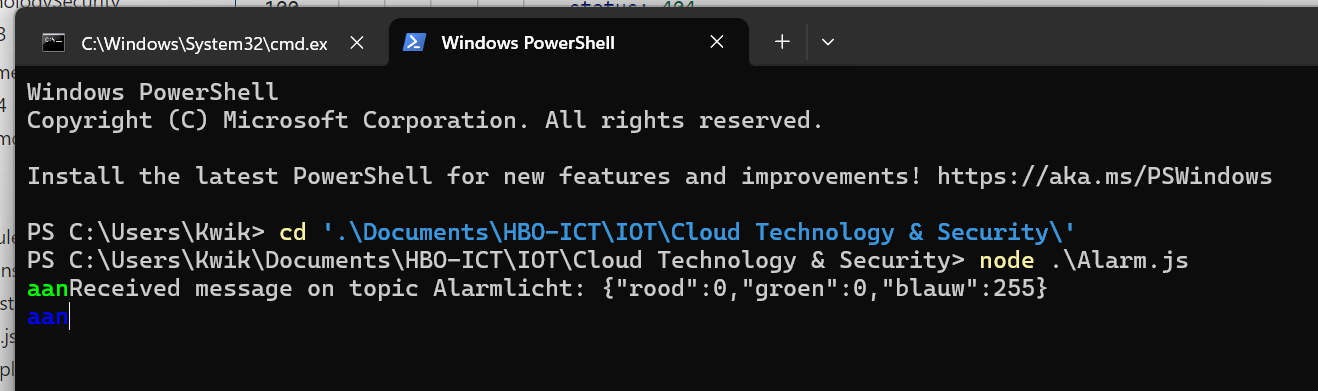 nologySecurity
180
status: 404
C:\Windows\System32\cmd.ex
Windows PowerShell
Windows PowerShell
Copyright (C) Microsoft Corporation. All rights reserved.
Install the latest PowerShell for new features and improvements! https://aka.ms/PSWindows
PS C:\Users\Kwik> cd '.\Documents\HBO-ICT\IOT\Cloud Technology & Security\'
PS C:\Users\Kwik\Documents\HBO-ICT\IOT\Cloud Technology & Security> node .\Alarm.js
aanReceived message on topic Alarmlicht: {"rood":0,"groen":0,"blauw":255}
aan